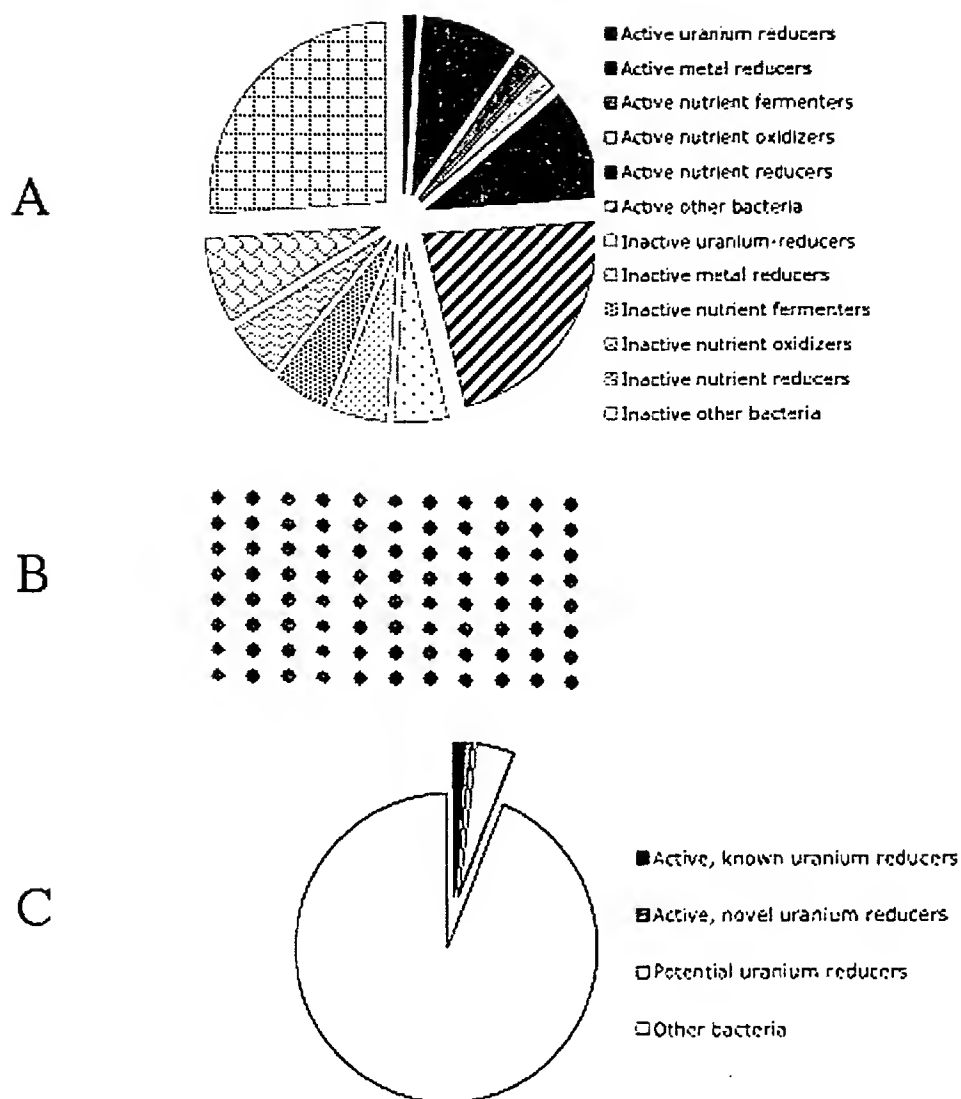 A
Active uranium reducers
Active metal reducers
Active nutrient fermenters
Active nutrient oxidizers
Active nutrient reducers
Active other bacteria
Inactive uranium-reducers
Inactive metal reducers
Inactive nutrient fermenters
Inactive nutrient oxidizers
Inactive nutrient reducers
Inactive other bacteria
B
C
Active, known uranium reducers
Active, novel uranium reducers
Potential uranium reducers
Other bacteria